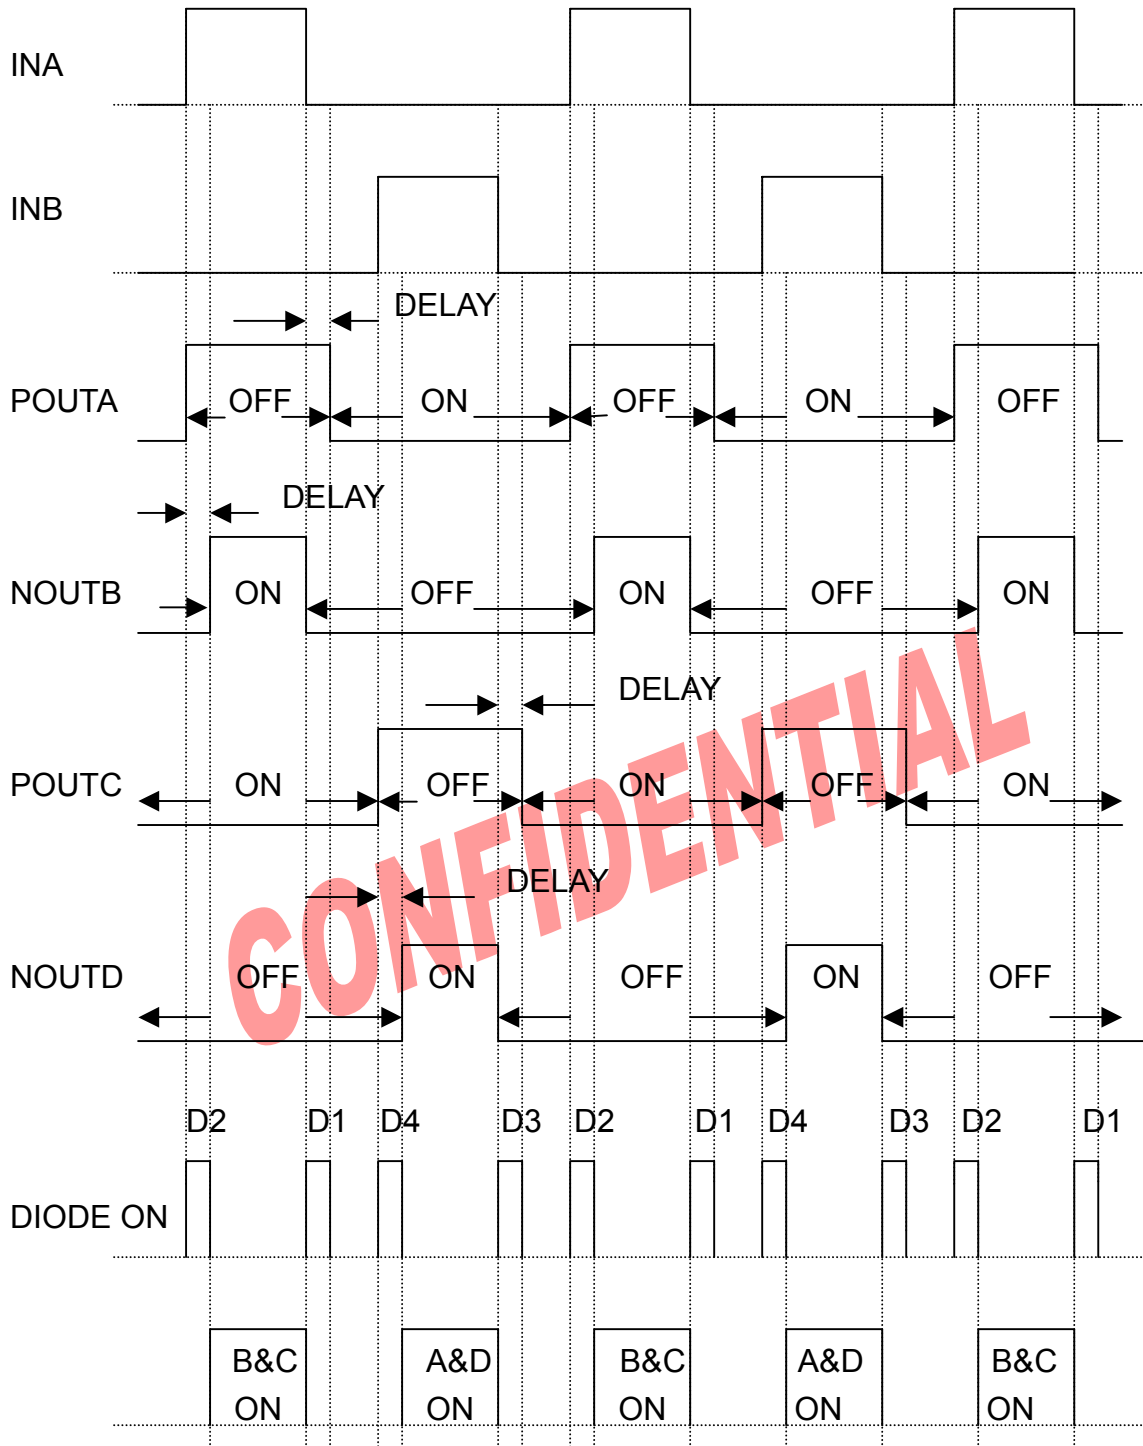 INA
INB
DELAY
POUTA OFF ON OFF ON OFF
DELAY
NOUTB ON OFF ON OFF ON
DELAY
POUTC ON OFF ON OFF ON
DELAY
NOUTD OFF ON OFF ON OFF
CONFIDENTIAL
D2 D1 D4 D3 D2 D1 D4 D3 D2 D1
DIODE ON
B&C A&D B&C A&D B&C
ON ON ON ON ON